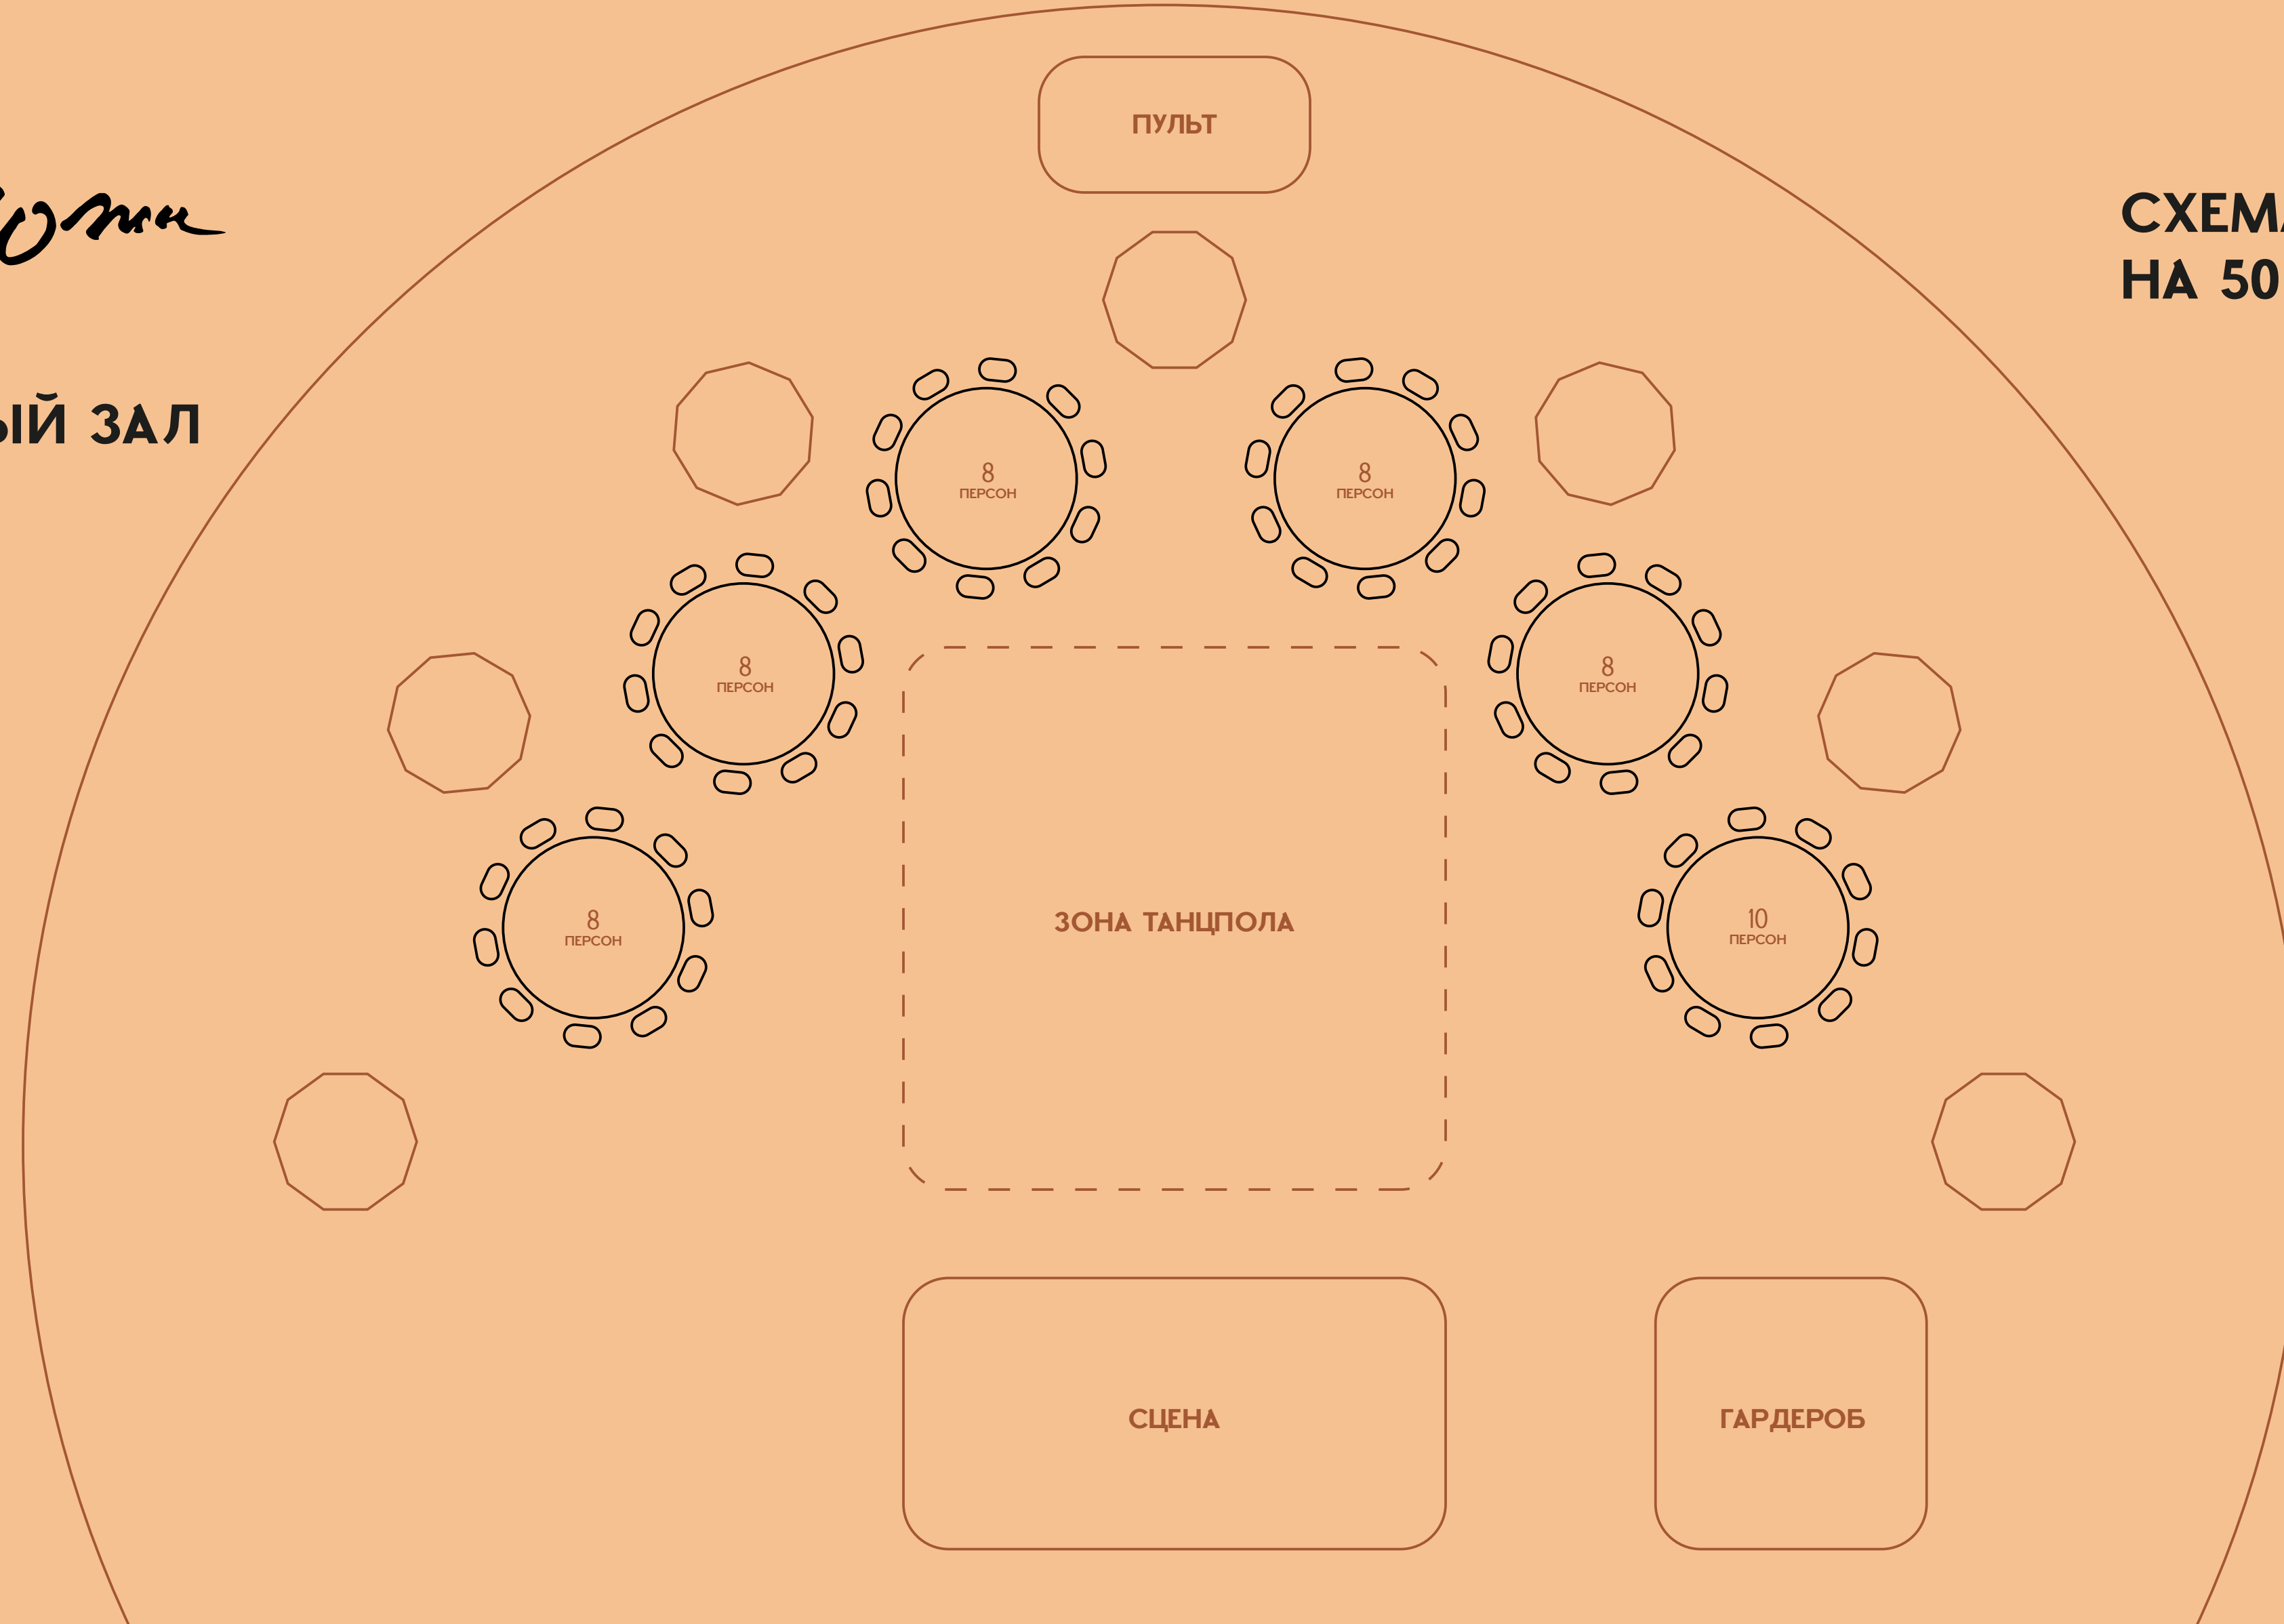 ПУЛЬТ
СХЕМА
НА 50
ЫЙ ЗАЛ
8
ПЕРСОН
8
ПЕРСОН
8
ПЕРСОН
8
ПЕРСОН
8
ПЕРСОН
10
ПЕРСОН
ЗОНА ТАНЦПОЛА
СЦЕНА
ГАРДЕРОБ